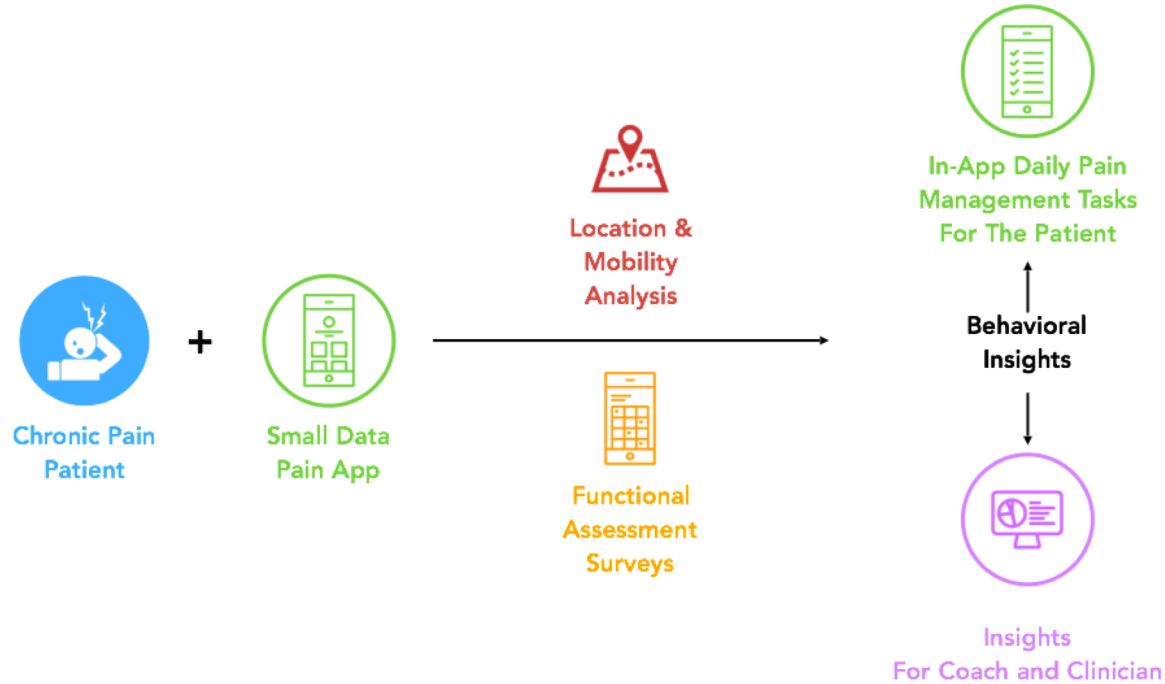 Chronic Pain
Patient
+
Small Data
Pain App
Location &
Mobility
Analysis
Functional
Assessment
Surveys
In-App Daily Pain
Management Tasks
For The Patient
Behavioral
Insights
Insights
For Coach and Clinician